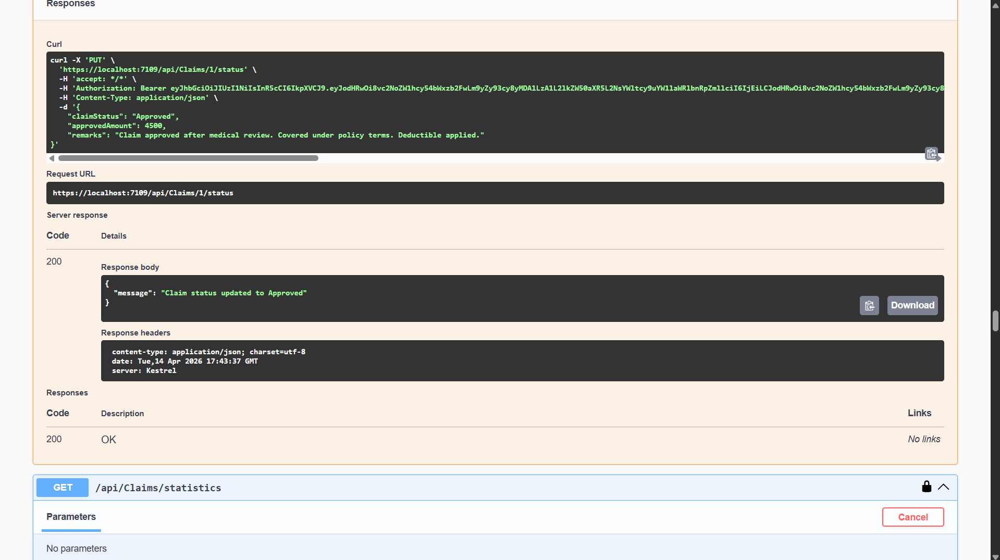 Responses
Curl
curl -X 'PUT' \
'https://localhost:7109/api/Claims/1/status' \
-H 'accept: */*' \
-H 'Authorization: Bearer eyJhbGciOiJIUzI1NiIsInR5cCI6IkpXVCJ9.eyJodHRwOi8vc2NoZW1hcy54bWxzb2FwLm9yZy93cy8yMDA1LzA1L2lkZW50aXR5L2NsYWltcy9uYW1laWRlbnRpZmllciI6IjEiLCJodHRwOi8vc2NoZW1hcy54bWxzb2FwLm9yZy93cy8
-H 'Content-Type: application/json' \
-d '{
"claimStatus": "Approved",
"approvedAmount": 4500,
"remarks": "Claim approved after medical review. Covered under policy terms. Deductible applied."
}'
Request URL
https://localhost:7109/api/Claims/1/status
Server response
Code Details
200
Response body
{
"message": "Claim status updated to Approved"
}
Download
Response headers
content-type: application/json; charset=utf-8
date: Tue,14 Apr 2026 17:43:37 GMT
server: Kestrel
Responses
Code Description Links
200 OK No links
GET /api/Claims/statistics
Parameters Cancel
No parameters